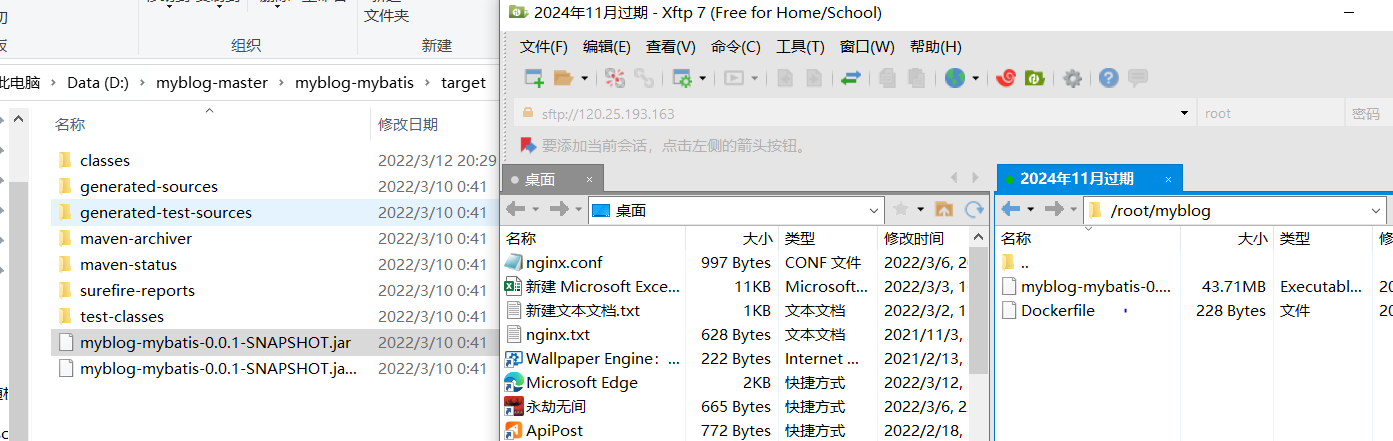 文件夹
组织
新建
此电脑 › Data (D:) › myblog-master › myblog-mybatis › target
名称 修改日期
classes 2022/3/12 20:29
generated-sources 2022/3/10 0:41
generated-test-sources 2022/3/10 0:41
maven-archiver 2022/3/10 0:41
maven-status 2022/3/10 0:41
surefire-reports 2022/3/10 0:41
test-classes 2022/3/10 0:41
myblog-mybatis-0.0.1-SNAPSHOT.jar 2022/3/10 0:41
myblog-mybatis-0.0.1-SNAPSHOT.ja... 2022/3/10 0:41
2024年11月过期 - Xftp 7 (Free for Home/School)
文件(F) 编辑(E) 查看(V) 命令(C) 工具(T) 窗口(W) 帮助(H)
sftp://120.25.193.163 root 密码
要添加当前会话，点击左侧的箭头按钮。
桌面 ×
桌面
名称 大小 类型 修改时间
nginx.conf 997 Bytes CONF 文件 2022/3/6, 2
新建 Microsoft Exce... 11KB Microsof... 2022/3/3, 1
新建文本文档.txt 1KB 文本文档 2022/3/2, 1
nginx.txt 628 Bytes 文本文档 2021/11/3,
Wallpaper Engine： ... 222 Bytes Internet ... 2021/2/13,
Microsoft Edge 2KB 快捷方式 2022/3/12,
永劫无间 665 Bytes 快捷方式 2022/3/6, 2
ApiPost 772 Bytes 快捷方式 2022/2/18,
2024年11月过期 ×
/root/myblog
名称 大小 类型 修
..
myblog-mybatis-0.... 43.71MB Executabl... 20
Dockerfile 228 Bytes 文件 20